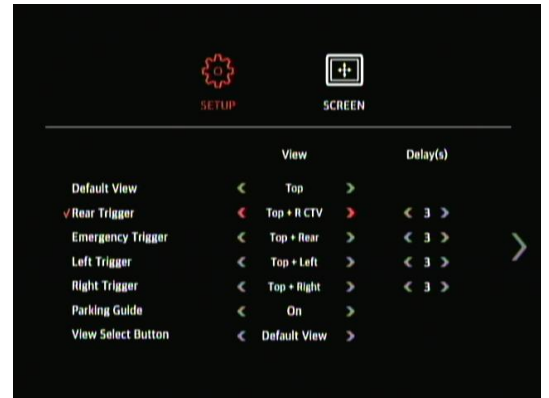 SETUP SCREEN
View Delay(s)
Default View < Top >
√Rear Trigger < Top + R CTV > < 3 >
Emergency Trigger < Top + Rear > < 3 >
Left Trigger < Top + Left > < 3 >
Right Trigger < Top + Right > < 3 >
Parking Guide < On >
View Select Button < Default View >